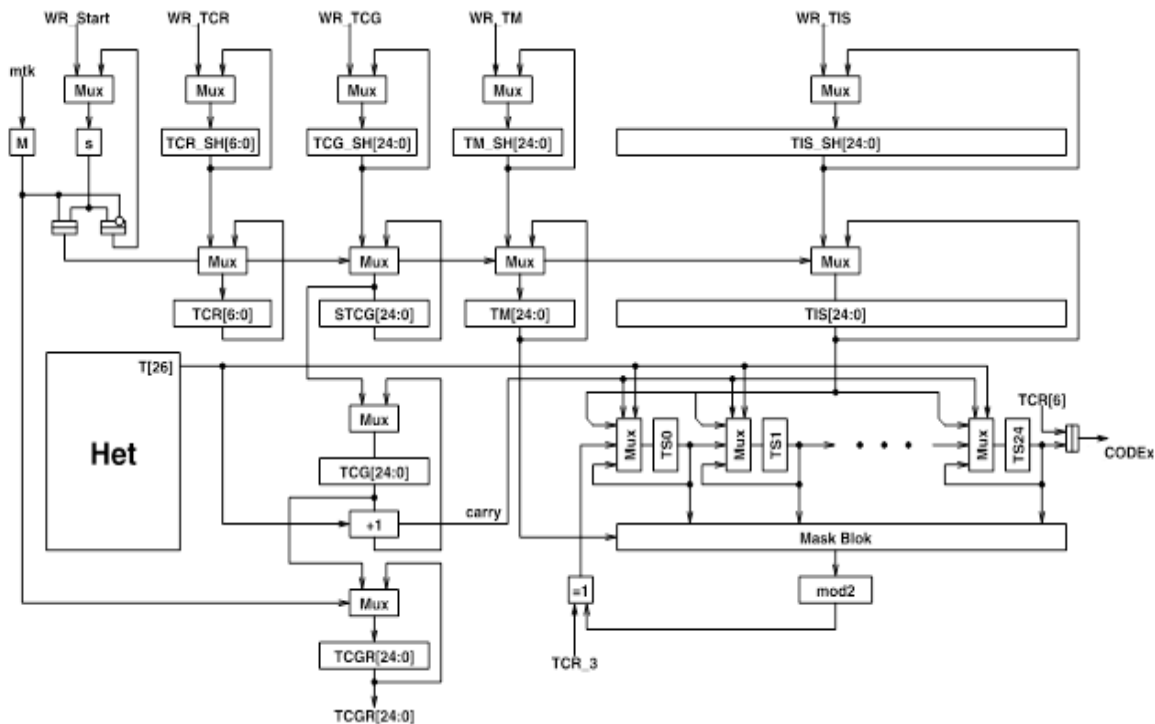 WR_Start WR_TCR WR_TCG WR_TM WR_TIS
mtk
Mux Mux Mux Mux Mux
M s TCR_SH[6:0] TCG_SH[24:0] TM_SH[24:0] TIS_SH[24:0]
Mux Mux Mux Mux
TCR[6:0] STCG[24:0] TM[24:0] TIS[24:0]
T[26]
Het
Mux
TCR[6]
Mux TS0 Mux TS1 Mux TS24
CODEx
TCG[24:0]
carry
+1
Mask Blok
Mux
=1
mod2
TCGR[24:0]
TCR_3
TCGR[24:0]